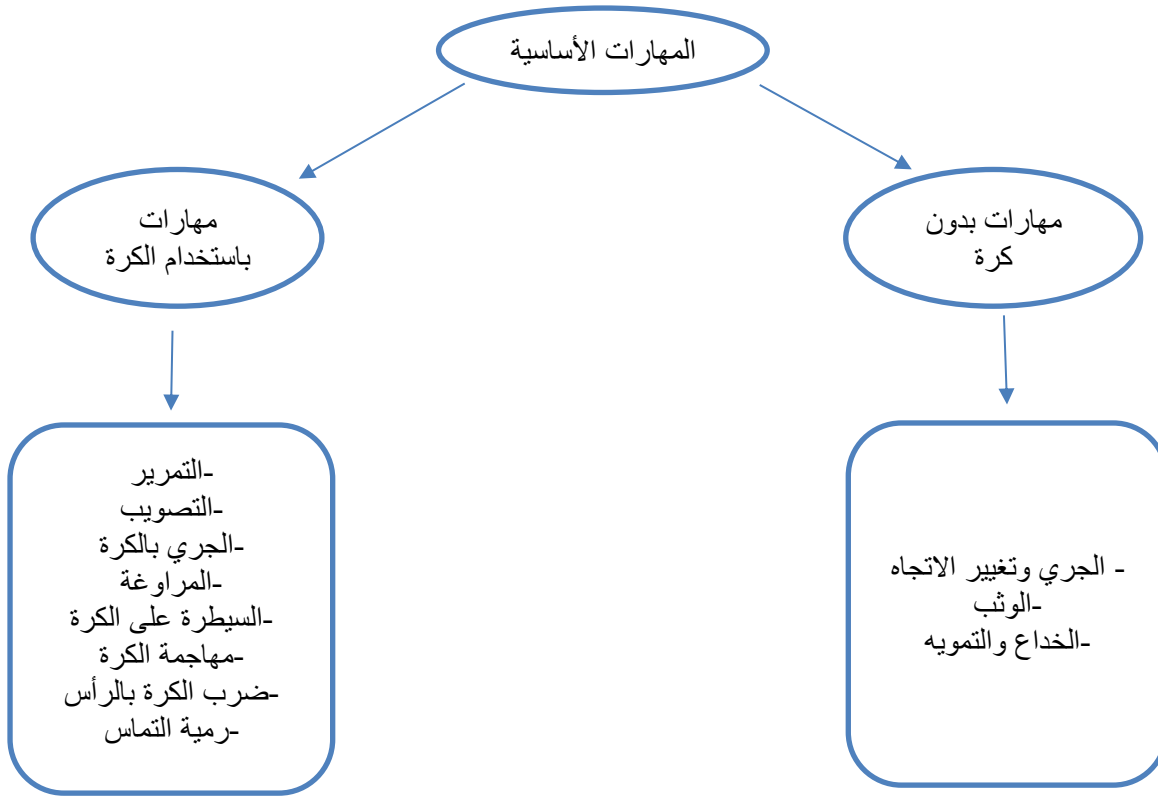 المهارات الأساسية
مهارات بدون
كرة
مهارات
باستخدام الكرة
- الجري وتغيير الاتجاه
-الوثب
-الخداع والتمويه
-التمرير
-التصويب
-الجري بالكرة
-المراوغة
-السيطرة على الكرة
-مهاجمة الكرة
-ضرب الكرة بالرأس
-رمية التماس